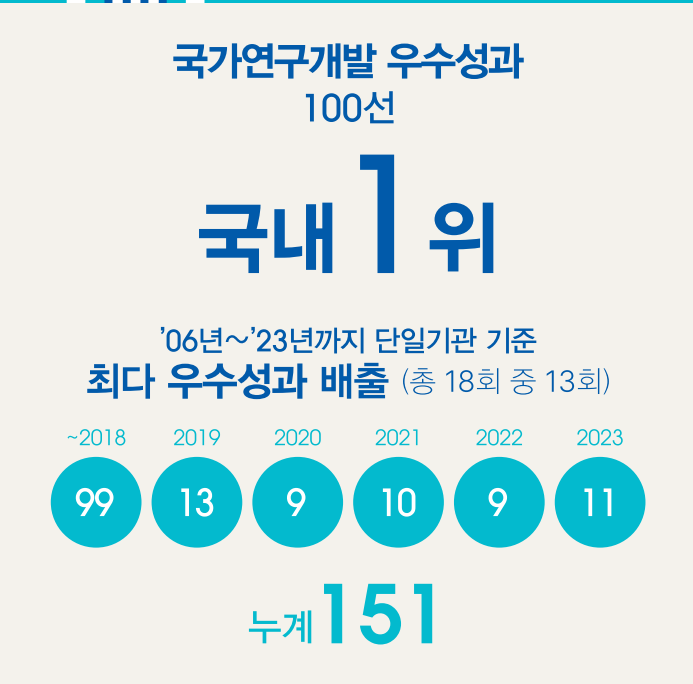 국가연구개발 우수성과
100선
국내 1 위
’06년~’23년까지 단일기관 기준
최다 우수성과 배출 (총 18회 중 13회)
~2018 2019 2020 2021 2022 2023
99 13 9 10 9 11
누계 151